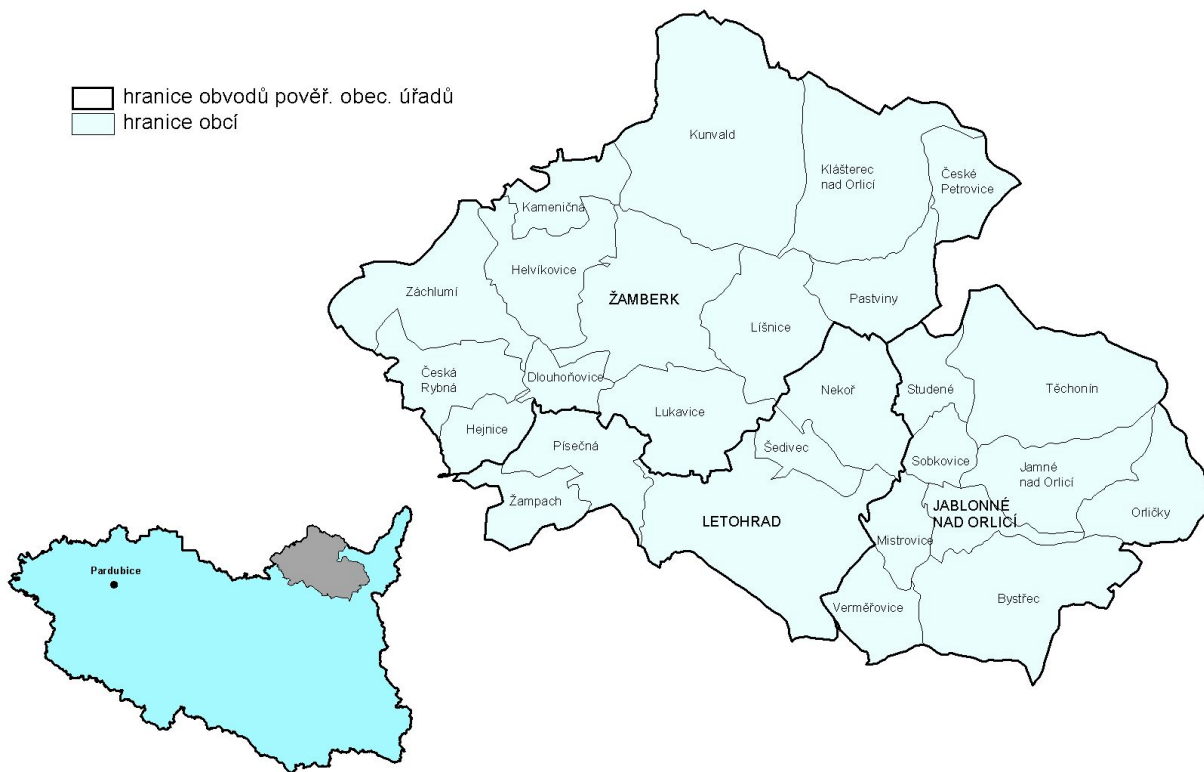 hranice obvodů pověř. obec. úřadů
hranice obcí
Kunvald
Klášterec
nad Orlicí
České
Petrovice
Kameničná
Helvíkovice
Záchlumí
ŽAMBERK
Pastviny
Líšnice
Česká
Rybná
Dlouhoňovice
Nekoř
Studené
Těchonín
Lukavice
Hejnice
Písečná
Šedivec
Sobkovice
Jamné
nad Orlicí
Žampach
LETOHRAD
JABLONNÉ
NAD ORLICÍ
Orličky
Mistrovice
Pardubice
Bystřec
Verměřovice